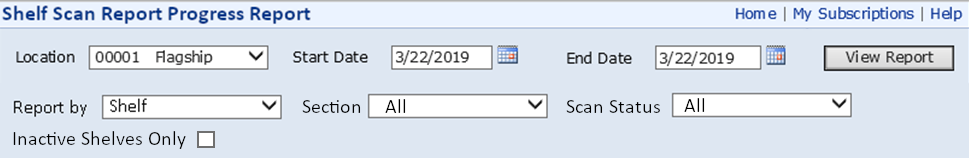 Shelf Scan Report Progress Report Home | My Subscriptions | Help
Location 00001 Flagship Start Date 3/22/2019 End Date 3/22/2019 View Report
Report by Shelf Section All Scan Status All
Inactive Shelves Only